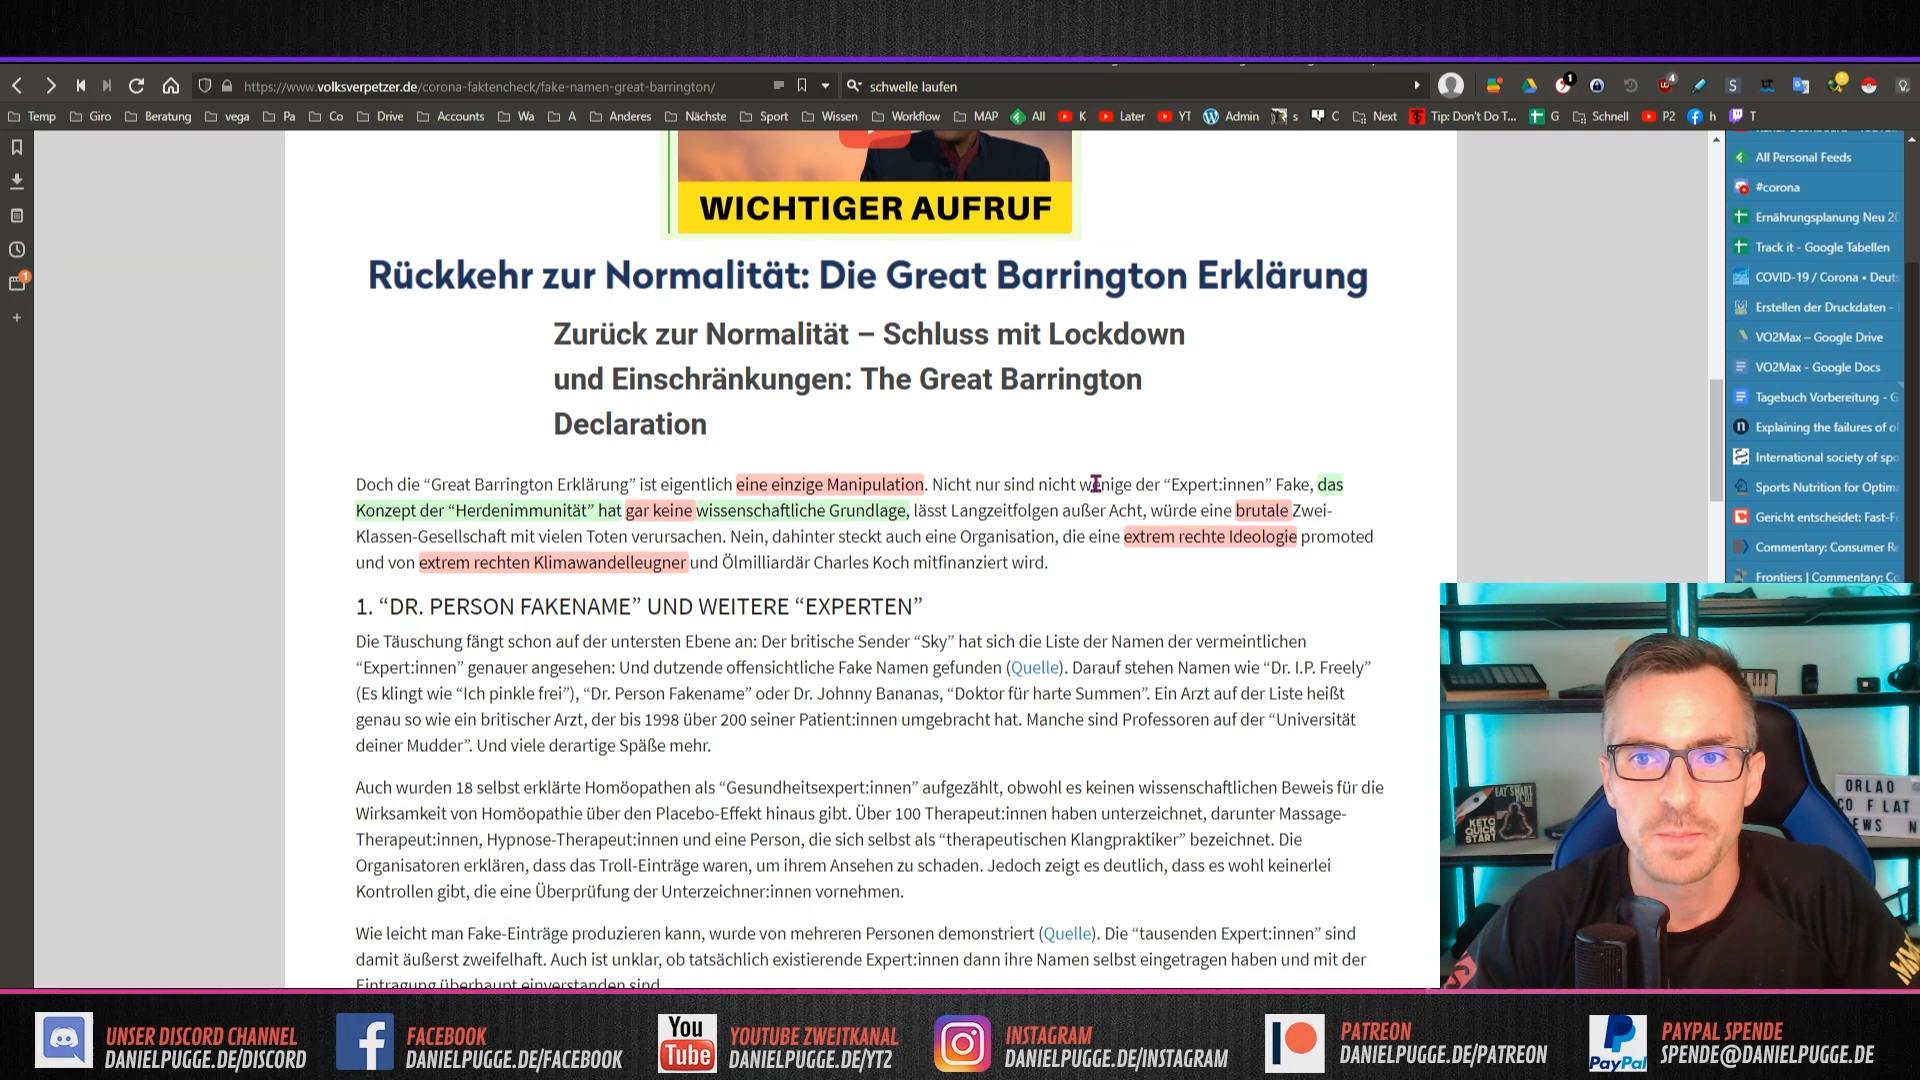 https://www.volksverpetzer.de/corona-faktencheck/fake-namen-great-barrington/
schwelle laufen
1
4
Temp Giro Beratung vega Pa Co Drive Accounts Wa A Anderes Nächste Sport Wissen Workflow MAP All K Later YT Admin s C Next Tip: Don't Do T... G Schnell P2 h T
WICHTIGER AUFRUF
Rückkehr zur Normalität: Die Great Barrington Erklärung
Zurück zur Normalität – Schluss mit Lockdown
und Einschränkungen: The Great Barrington
Declaration
Doch die “Great Barrington Erklärung” ist eigentlich eine einzige Manipulation. Nicht nur sind nicht wenige der “Expert:innen” Fake, das
Konzept der “Herdenimmunität” hat gar keine wissenschaftliche Grundlage, lässt Langzeitfolgen außer Acht, würde eine brutale Zwei-
Klassen-Gesellschaft mit vielen Toten verursachen. Nein, dahinter steckt auch eine Organisation, die eine extrem rechte Ideologie promoted
und von extrem rechten Klimawandelleugner und Ölmilliardär Charles Koch mitfinanziert wird.
1. “DR. PERSON FAKENAME” UND WEITERE “EXPERTEN”
Die Täuschung fängt schon auf der untersten Ebene an: Der britische Sender “Sky” hat sich die Liste der Namen der vermeintlichen
“Expert:innen” genauer angesehen: Und dutzende offensichtliche Fake Namen gefunden (Quelle). Darauf stehen Namen wie “Dr. I.P. Freely”
(Es klingt wie “Ich pinkle frei”), “Dr. Person Fakename” oder Dr. Johnny Bananas, “Doktor für harte Summen”. Ein Arzt auf der Liste heißt
genau so wie ein britischer Arzt, der bis 1998 über 200 seiner Patient:innen umgebracht hat. Manche sind Professoren auf der “Universität
deiner Mudder”. Und viele derartige Späße mehr.
Auch wurden 18 selbst erklärte Homöopathen als “Gesundheitsexpert:innen” aufgezählt, obwohl es keinen wissenschaftlichen Beweis für die
Wirksamkeit von Homöopathie über den Placebo-Effekt hinaus gibt. Über 100 Therapeut:innen haben unterzeichnet, darunter Massage-
Therapeut:innen, Hypnose-Therapeut:innen und eine Person, die sich selbst als “therapeutischen Klangpraktiker” bezeichnet. Die
Organisatoren erklären, dass das Troll-Einträge waren, um ihrem Ansehen zu schaden. Jedoch zeigt es deutlich, dass es wohl keinerlei
Kontrollen gibt, die eine Überprüfung der Unterzeichner:innen vornehmen.
Wie leicht man Fake-Einträge produzieren kann, wurde von mehreren Personen demonstriert (Quelle). Die “tausenden Expert:innen” sind
damit äußerst zweifelhaft. Auch ist unklar, ob tatsächlich existierende Expert:innen dann ihre Namen selbst eingetragen haben und mit der
Eintragung überhaupt einverstanden sind
All Personal Feeds
#corona
Ernährungsplanung Neu 20
Track it - Google Tabellen
COVID-19 / Corona • Deut
Erstellen der Druckdaten -
VO2Max – Google Drive
VO2Max - Google Docs
Tagebuch Vorbereitung - G
Explaining the failures of o
International society of spo
Sports Nutrition for Optim
Gericht entscheidet: Fast-F
Commentary: Consumer Re
Frontiers | Commentary: Co
EAT SMART
KETO
QUICK
START
ORLAO
CO F LAT
EWS N
UNSER DISCORD CHANNEL
DANIELPUGGE.DE/DISCORD
FACEBOOK
DANIELPUGGE.DE/FACEBOOK
You
Tube
YOUTUBE ZWEITKANAL
DANIELPUGGE.DE/YT2
INSTAGRAM
DANIELPUGGE.DE/INSTAGRAM
PATREON
DANIELPUGGE.DE/PATREON
PayPal
PAYPAL SPENDE
SPENDE@DANIELPUGGE.DE